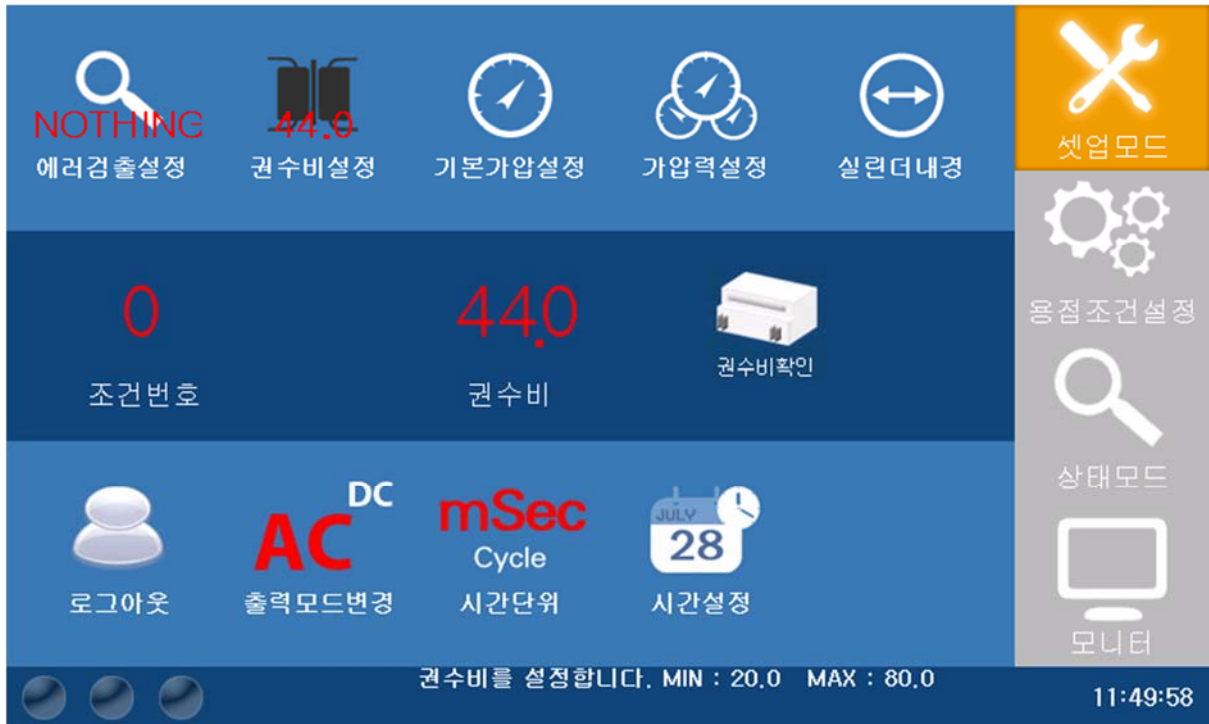 NOTHING
44.0
에러검출설정
권수비설정
기본가압설정
가압력설정
실린더내경
셋업모드
0
44.0
조건번호
권수비
권수비확인
용접조건설정
상태모드
DC
AC
mSec
Cycle
JULY
28
로그아웃
출력모드변경
시간단위
시간설정
모니터
권수비를 설정합니다. MIN : 20.0 MAX : 80.0
11:49:58